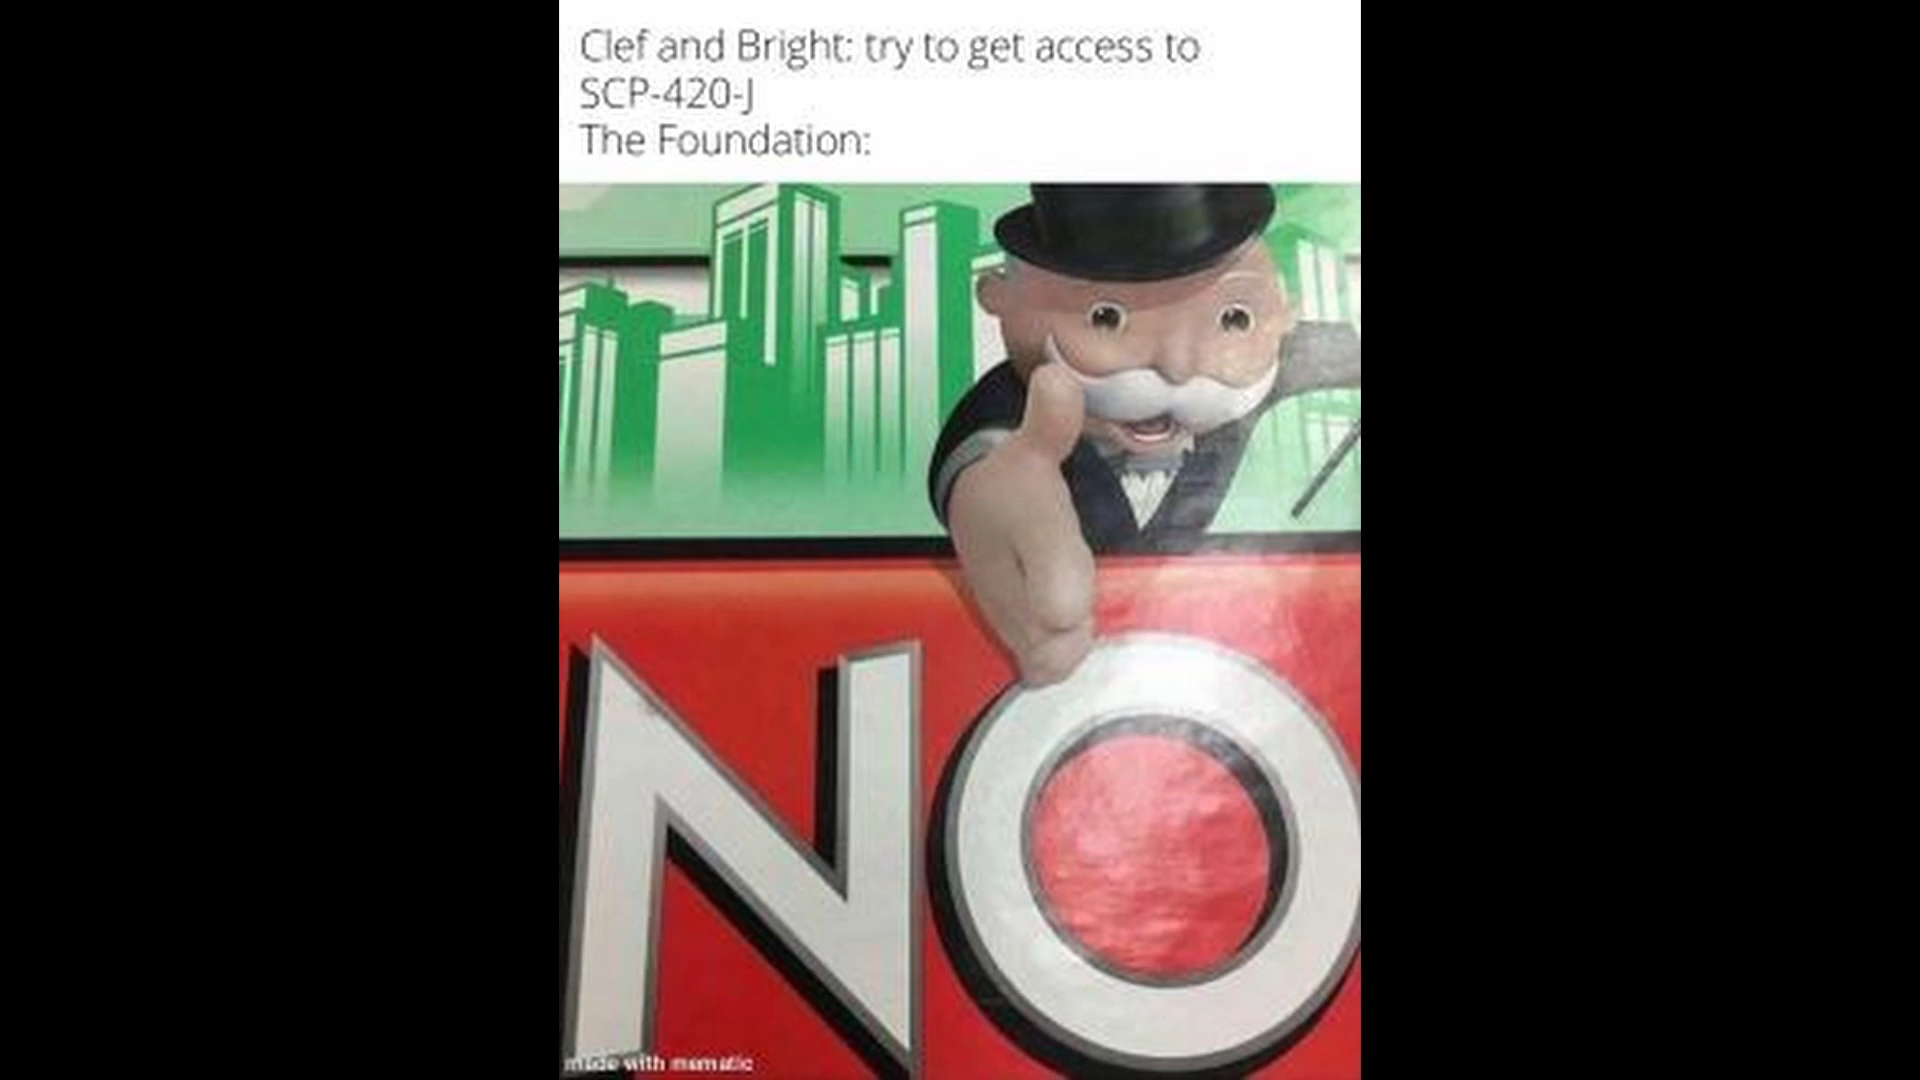 Clef and Bright: try to get access to
SCP-420-J
The Foundation:
NO
made with mematic